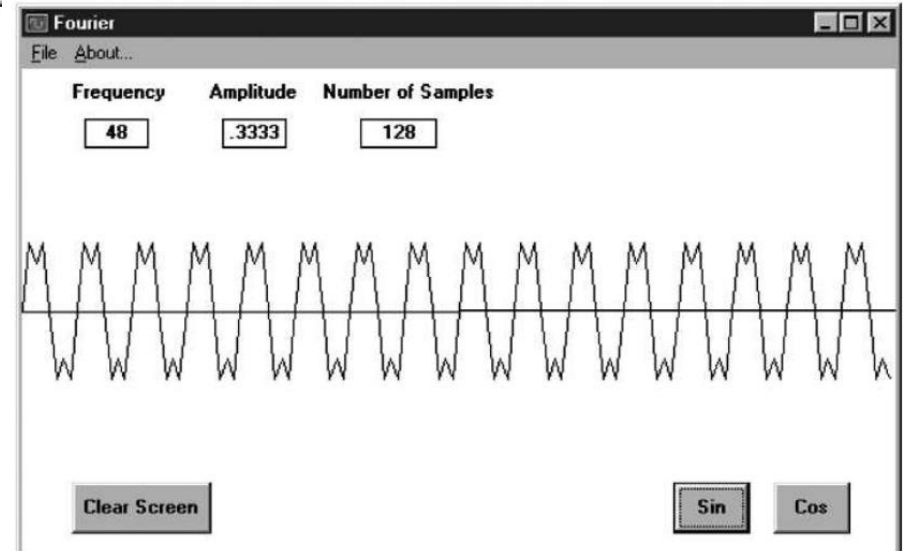 Fourier
File About...
Frequency Amplitude Number of Samples
48 .3333 128
Clear Screen Sin Cos